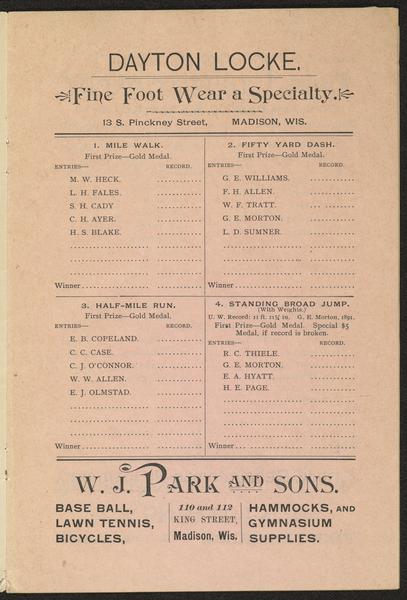 DAYTON LOCKE.
Fine Foot Wear a Specialty.
13 S. Pinckney Street, MADISON, WIS.
1. MILE WALK.
First Prize—Gold Medal.
ENTRIES— RECORD.
M. W. HECK. ............
L. H. FALES. ............
S. H. CADY ............
C. H. AYER. ............
H. S. BLAKE. ............
Winner ............
2. FIFTY YARD DASH.
First Prize—Gold Medal.
ENTRIES— RECORD.
G. E. WILLIAMS. ............
F. H. ALLEN. ............
W. F. TRATT. ............
G. E. MORTON. ............
L. D. SUMNER. ............
Winner ............
3. HALF-MILE RUN.
First Prize—Gold Medal.
ENTRIES— RECORD.
E. B. COPELAND. ............
C. C. CASE. ............
C. J. O'CONNOR. ............
W. W. ALLEN. ............
E. J. OLMSTAD. ............
Winner ............
4. STANDING BROAD JUMP.
(With Weights.)
U. W. Record: 11 ft. 11¾ in. G. E. Morton, 1891.
First Prize—Gold Medal. Special $5
Medal, if record is broken.
ENTRIES— RECORD.
R. C. THIELE. ............
G. E. MORTON. ............
E. A. HYATT. ............
H. E. PAGE. ............
Winner ............
W. J. PARK AND SONS.
BASE BALL,
LAWN TENNIS,
BICYCLES,
110 and 112
KING STREET,
Madison, Wis.
HAMMOCKS, AND
GYMNASIUM
SUPPLIES.